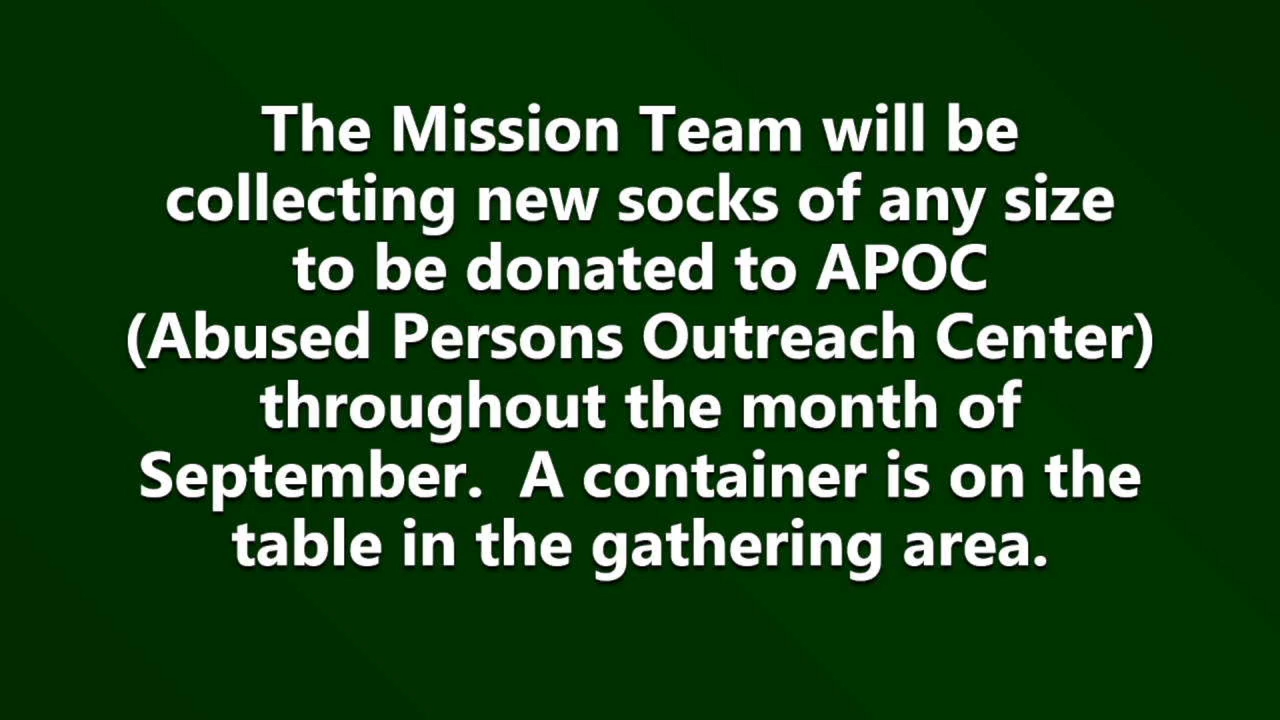 The Mission Team will be
collecting new socks of any size
to be donated to APOC
(Abused Persons Outreach Center)
throughout the month of
September.  A container is on the
table in the gathering area.